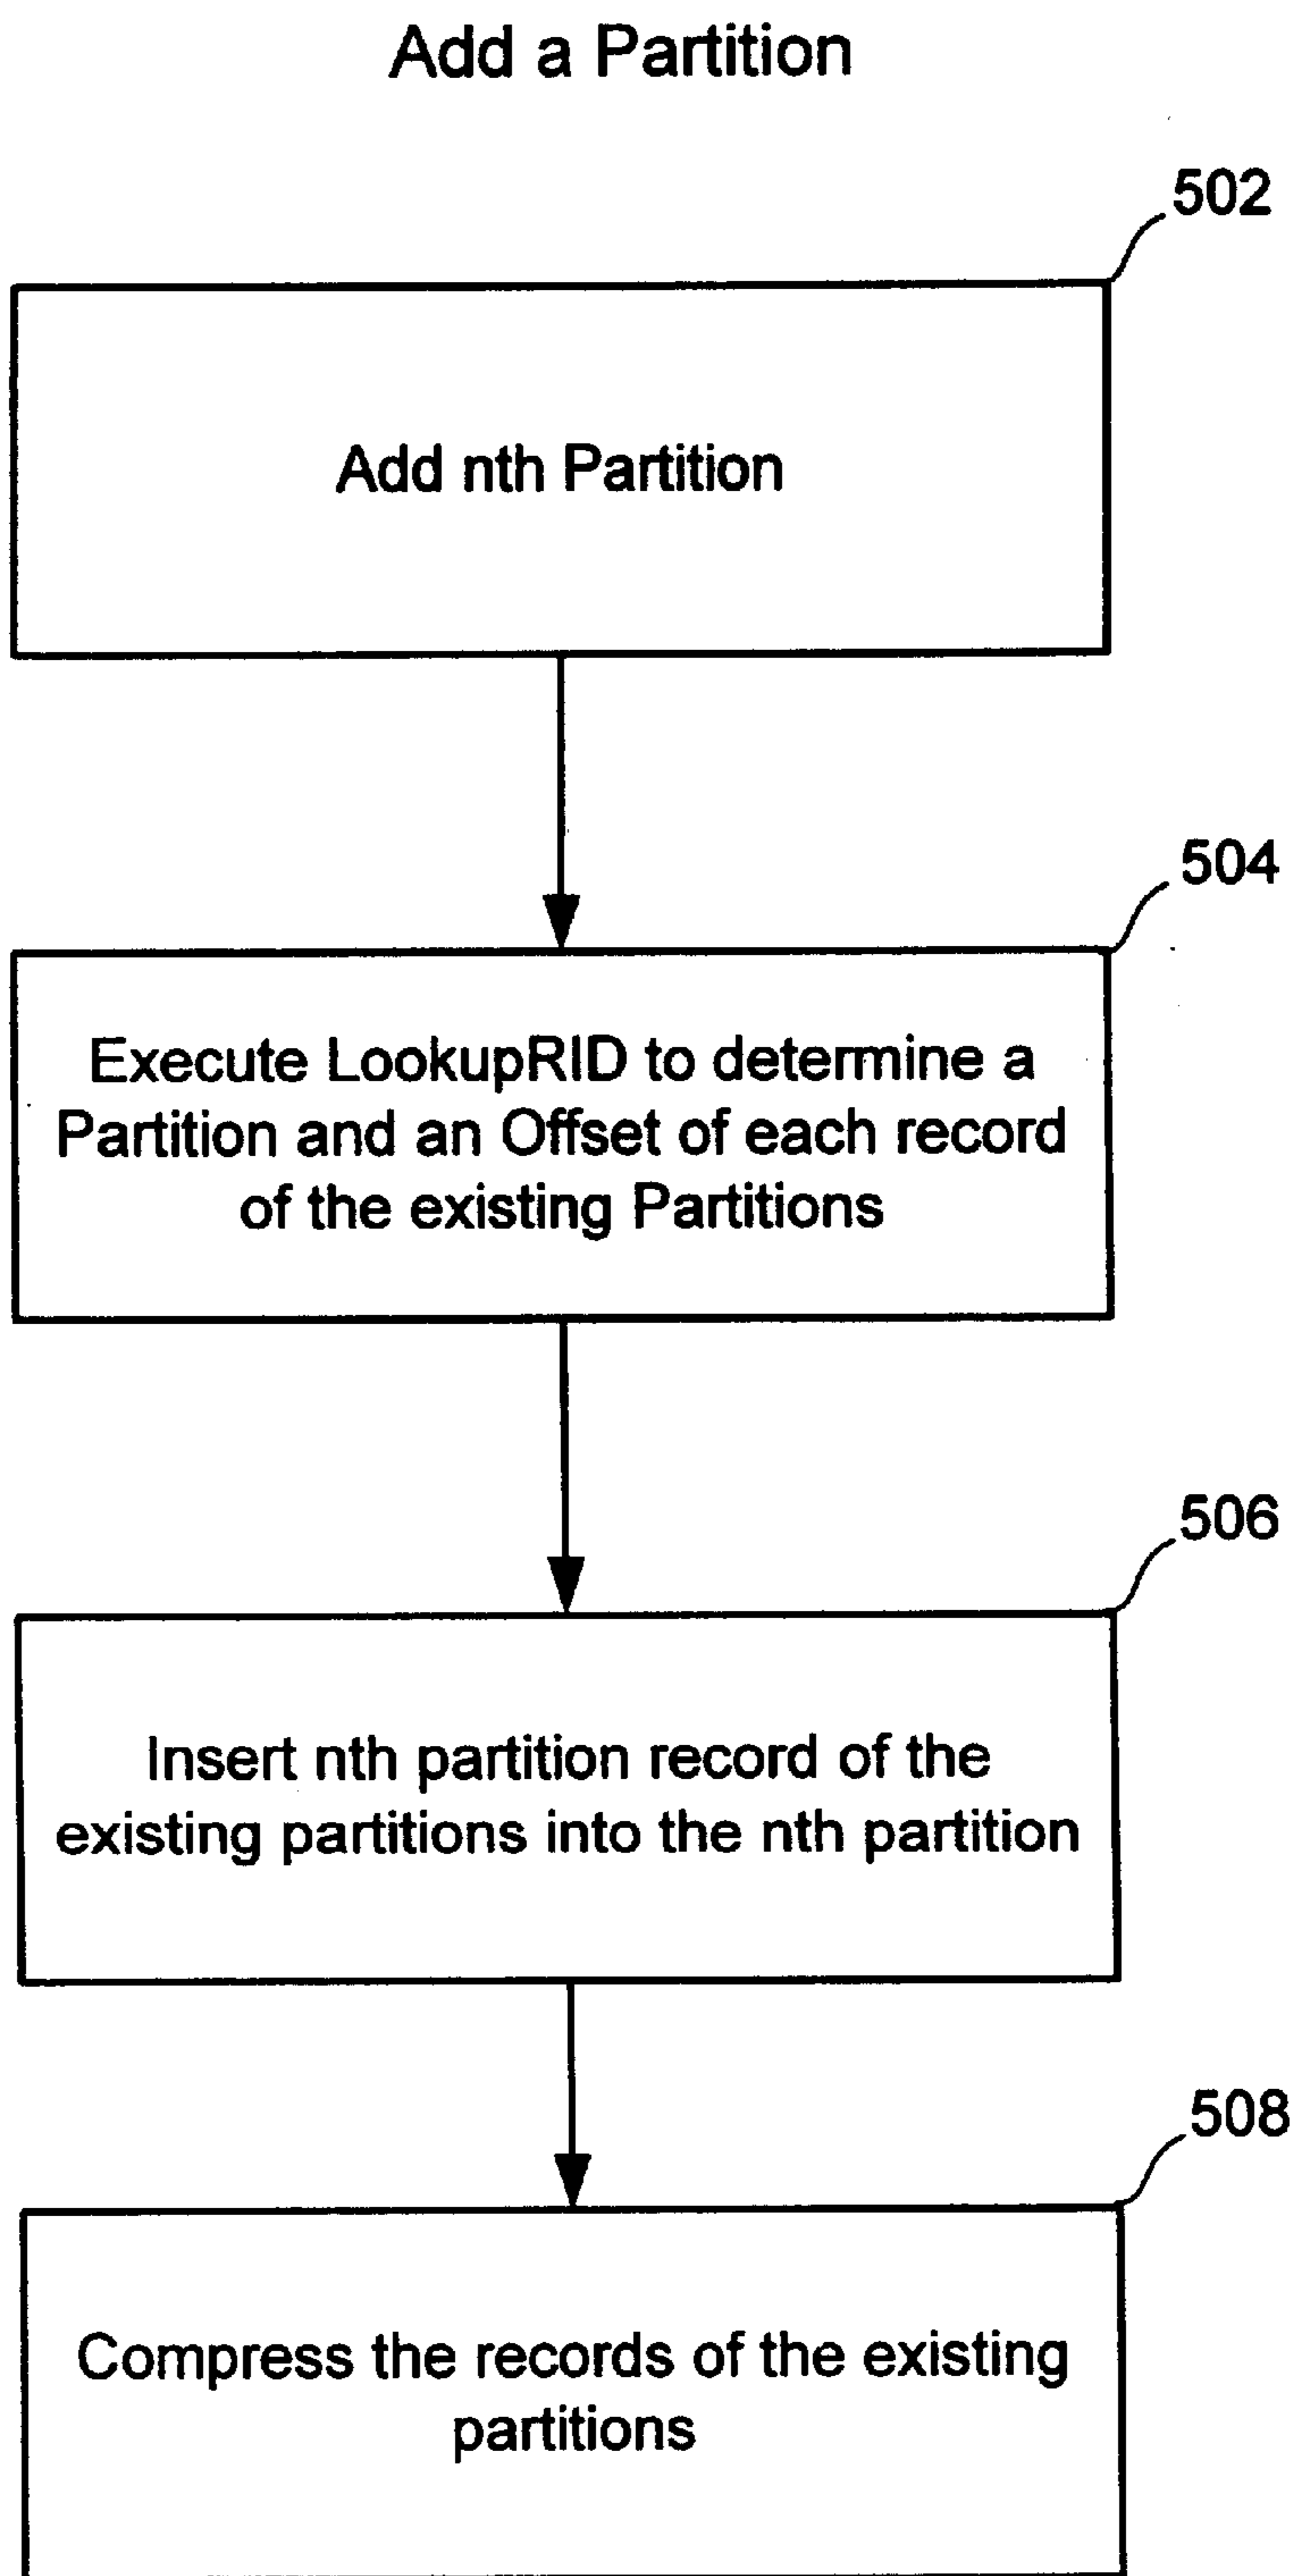 Add a Partition
502
Add nth Partition
504
Execute LookupRID to determine a
Partition and an Offset of each record
of the existing Partitions
506
Insert nth partition record of the
existing partitions into the nth partition
508
Compress the records of the existing
partitions